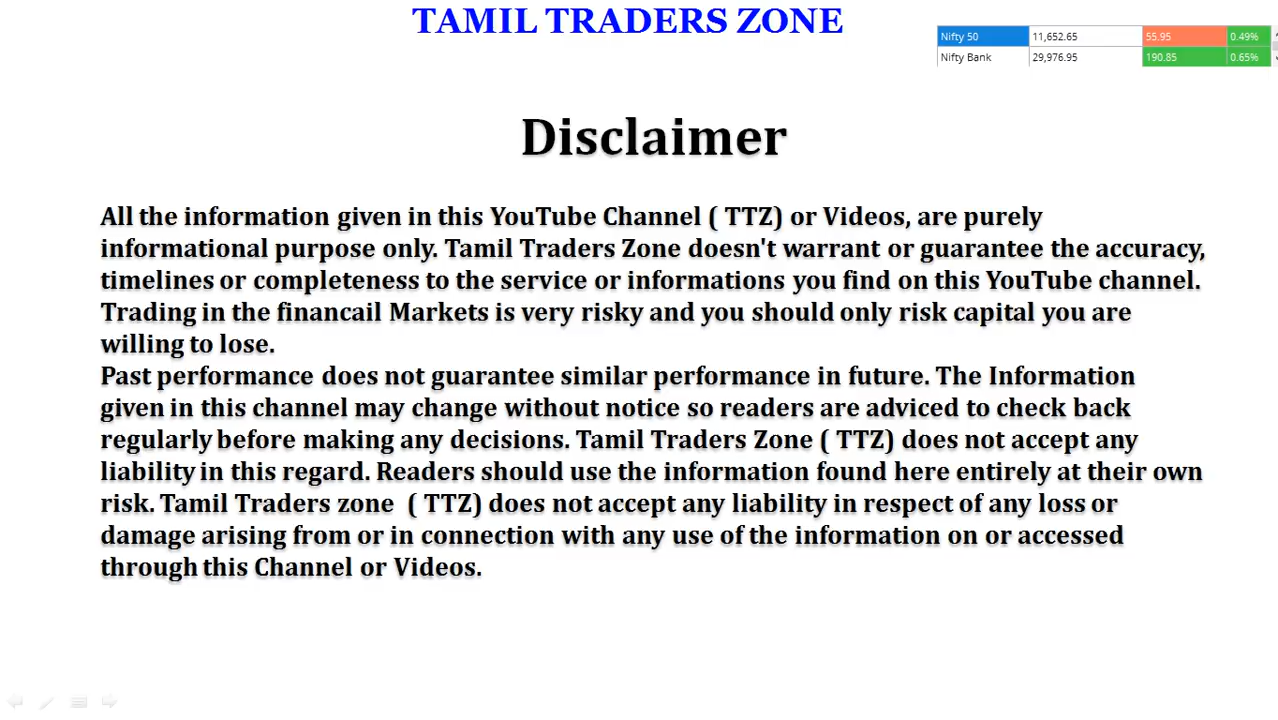 TAMIL TRADERS ZONE
Nifty 50 11,652.65 55.95 0.49%
Nifty Bank 29,976.95 190.85 0.65%
Disclaimer
All the information given in this YouTube Channel ( TTZ) or Videos, are purely
informational purpose only. Tamil Traders Zone doesn't warrant or guarantee the accuracy,
timelines or completeness to the service or informations you find on this YouTube channel.
Trading in the financail Markets is very risky and you should only risk capital you are
willing to lose.
Past performance does not guarantee similar performance in future. The Information
given in this channel may change without notice so readers are adviced to check back
regularly before making any decisions. Tamil Traders Zone ( TTZ) does not accept any
liability in this regard. Readers should use the information found here entirely at their own
risk. Tamil Traders zone  ( TTZ) does not accept any liability in respect of any loss or
damage arising from or in connection with any use of the information on or accessed
through this Channel or Videos.